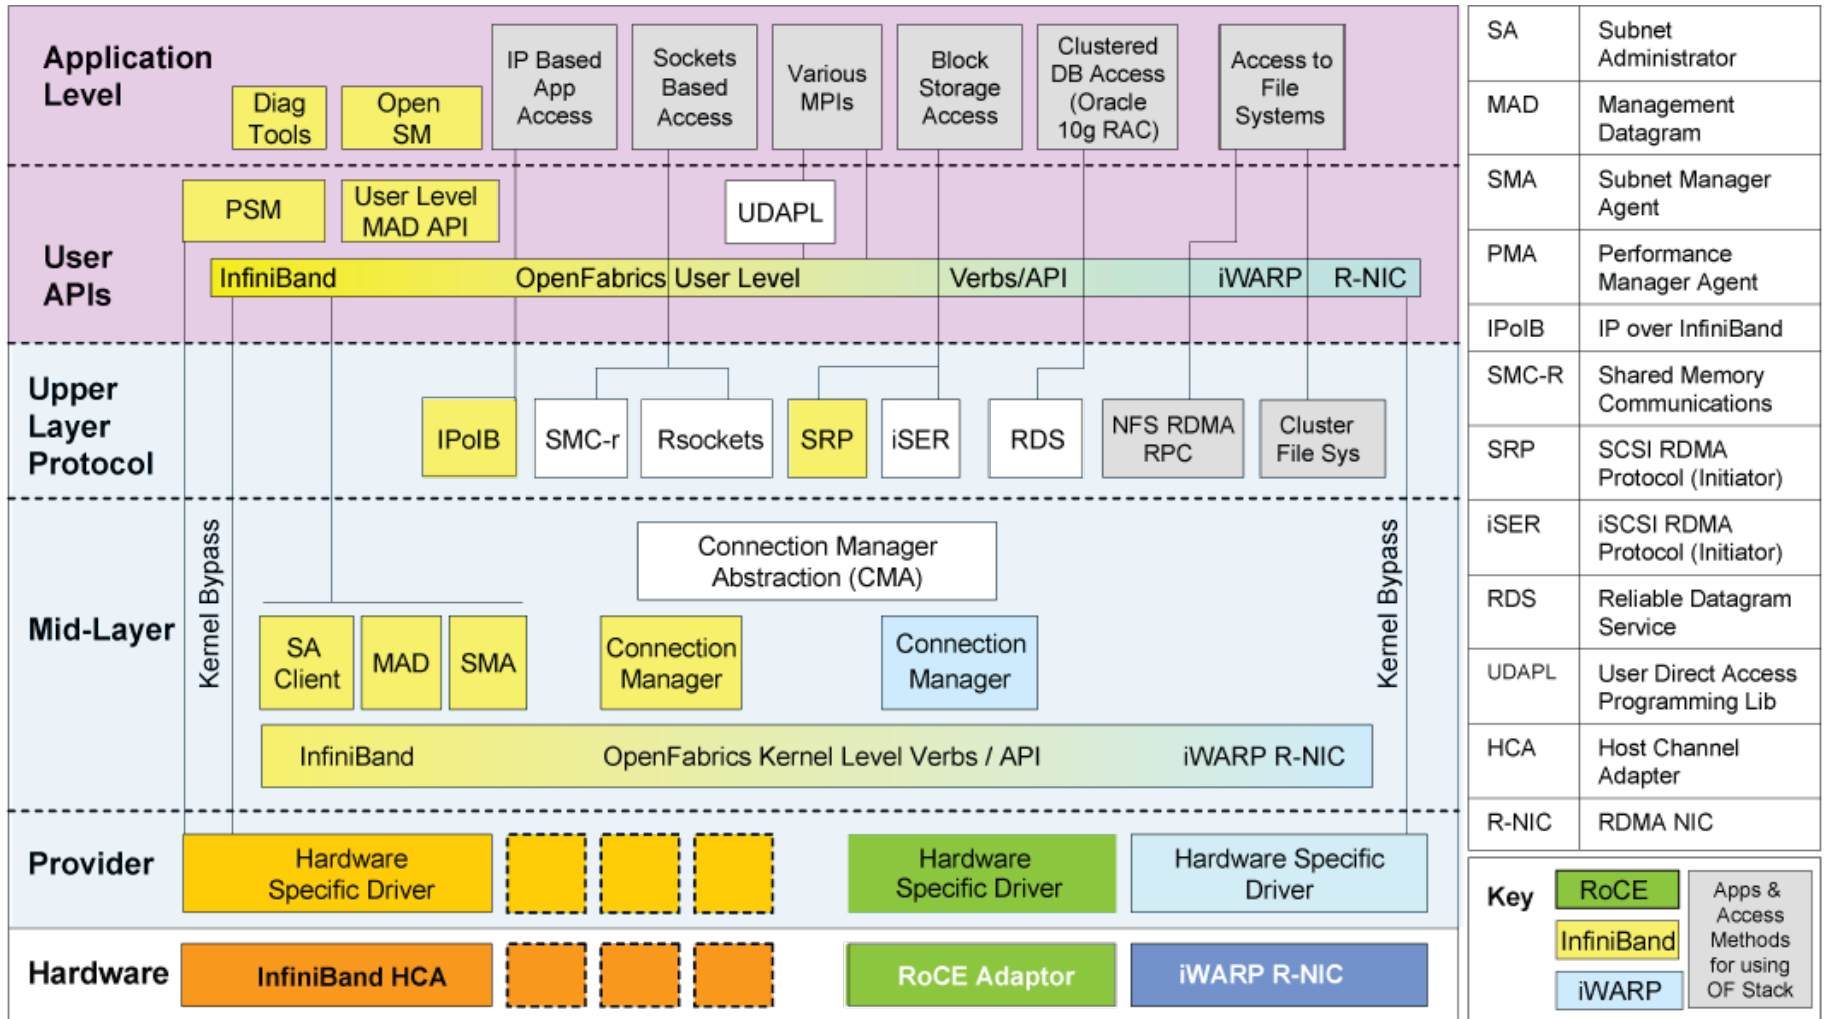 Application
Level
Diag
Tools
Open
SM
IP Based
App
Access
Sockets
Based
Access
Various
MPIs
Block
Storage
Access
Clustered
DB Access
(Oracle
10g RAC)
Access to
File
Systems
User
APIs
PSM
User Level
MAD API
UDAPL
InfiniBand OpenFabrics User Level Verbs/API iWARP R-NIC
Upper
Layer
Protocol
IPoIB
SMC-r
Rsockets
SRP
iSER
RDS
NFS RDMA
RPC
Cluster
File Sys
Mid-Layer
Kernel Bypass
Connection Manager
Abstraction (CMA)
Kernel Bypass
SA
Client
MAD
SMA
Connection
Manager
Connection
Manager
InfiniBand OpenFabrics Kernel Level Verbs / API iWARP R-NIC
Provider
Hardware
Specific Driver
Hardware
Specific Driver
Hardware Specific
Driver
Hardware
InfiniBand HCA
RoCE Adaptor
iWARP R-NIC
SA Subnet
Administrator
MAD Management
Datagram
SMA Subnet Manager
Agent
PMA Performance
Manager Agent
IPoIB IP over InfiniBand
SMC-R Shared Memory
Communications
SRP SCSI RDMA
Protocol (Initiator)
iSER iSCSI RDMA
Protocol (Initiator)
RDS Reliable Datagram
Service
UDAPL User Direct Access
Programming Lib
HCA Host Channel
Adapter
R-NIC RDMA NIC
Key
RoCE
InfiniBand
iWARP
Apps &
Access
Methods
for using
OF Stack